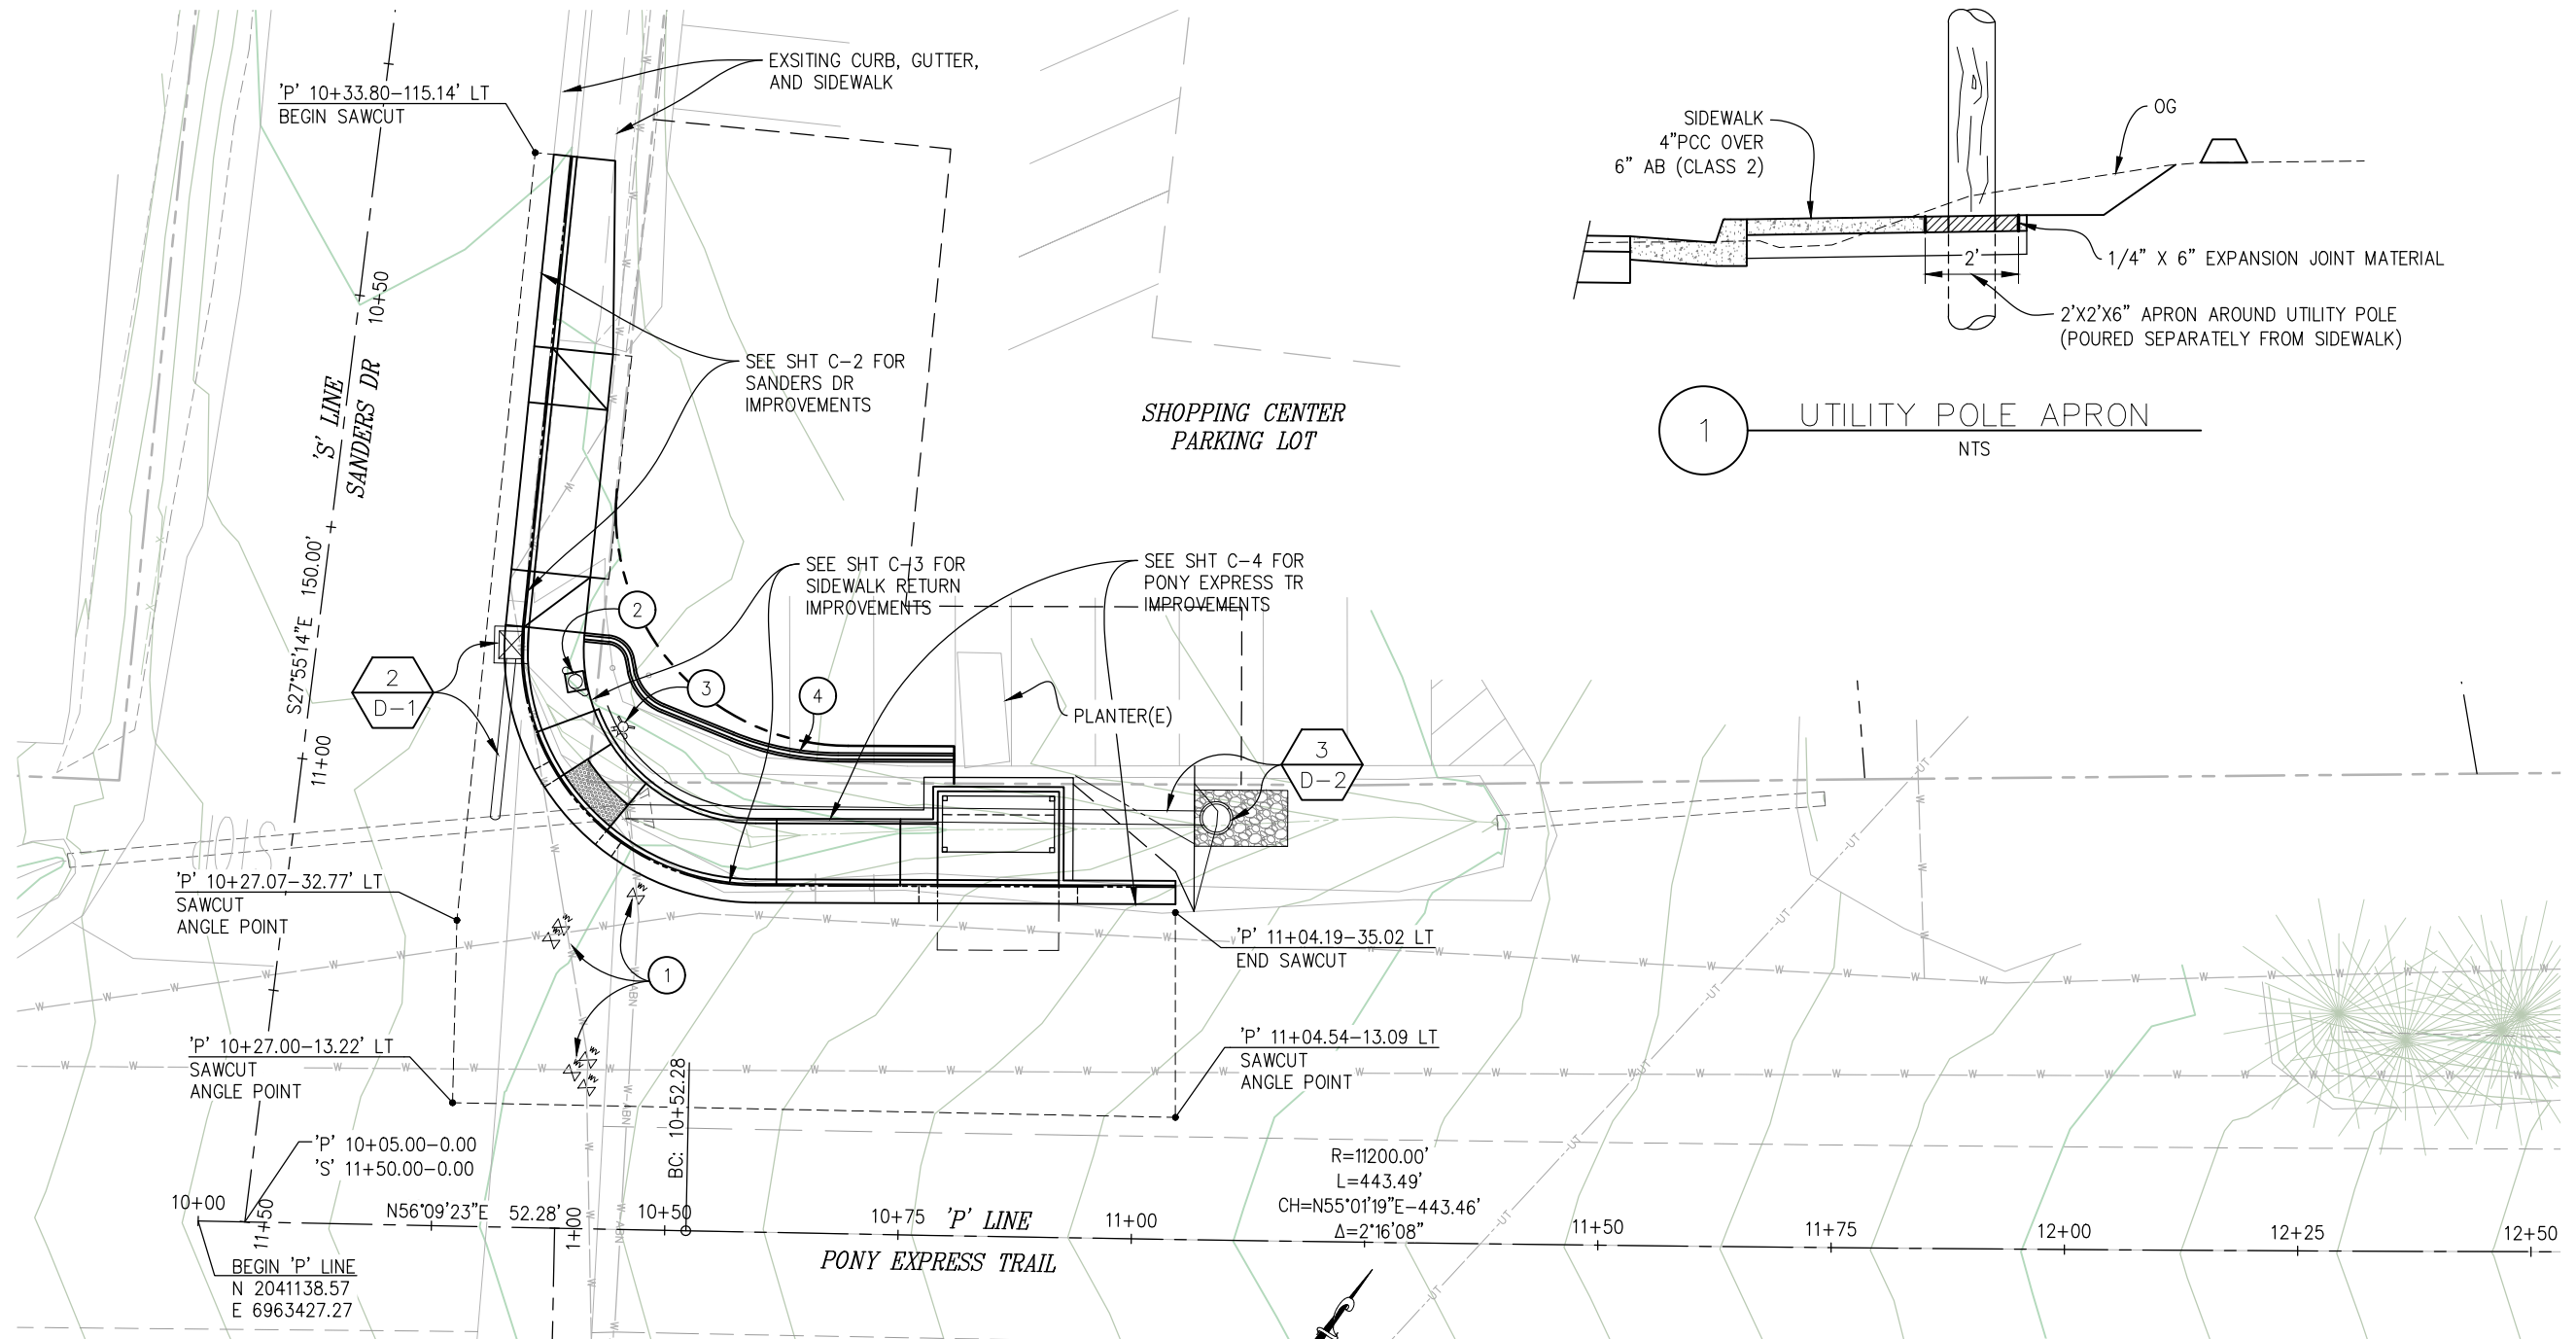 EXSITING CURB, GUTTER,
AND SIDEWALK
'P' 10+33.80-115.14' LT
BEGIN SAWCUT
SIDEWALK
4"PCC OVER
6" AB (CLASS 2)
OG
1/4" X 6" EXPANSION JOINT MATERIAL
2'
2'X2'X6" APRON AROUND UTILITY POLE
(POURED SEPARATELY FROM SIDEWALK)
1
UTILITY POLE APRON
NTS
10+50
'S' LINE
SANDERS DR
SEE SHT C-2 FOR
SANDERS DR
IMPROVEMENTS
SHOPPING CENTER
PARKING LOT
S27°55'14"E 150.00'
SEE SHT C-3 FOR
SIDEWALK RETURN
IMPROVEMENTS
SEE SHT C-4 FOR
PONY EXPRESS TR
IMPROVEMENTS
2
3
4
2
D-1
PLANTER(E)
3
D-2
11+00
'P' 10+27.07-32.77' LT
SAWCUT
ANGLE POINT
'P' 11+04.19-35.02 LT
END SAWCUT
1
'P' 10+27.00-13.22' LT
SAWCUT
ANGLE POINT
'P' 11+04.54-13.09 LT
SAWCUT
ANGLE POINT
BC: 10+52.28
'P' 10+05.00-0.00
'S' 11+50.00-0.00
R=11200.00'
L=443.49'
CH=N55°01'19"E-443.46'
Δ=2°16'08"
10+00
11+50
N56°09'23"E 52.28'
1+00
10+50
10+75
'P' LINE
11+00
11+50
11+75
12+00
12+25
12+50
PONY EXPRESS TRAIL
BEGIN 'P' LINE
N 2041138.57
E 6963427.27
W
W-ABN
UT